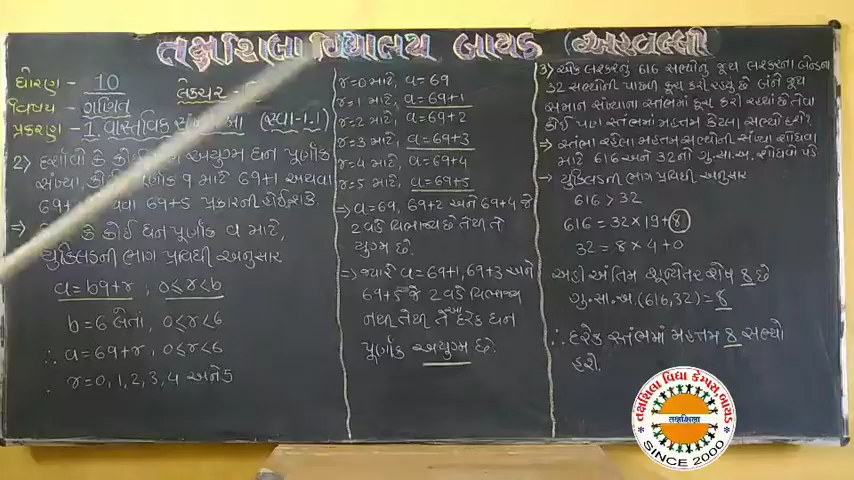 તક્ષશિલા વિદ્યાલય બાયડ (અરવલ્લી)
ધોરણ - 10
લેક્ચર -
વિષય - ગણિત
પ્રકરણ - 1. વાસ્તવિક (સ્વા-1.1)
2) દર્શાવો કે કોઈ અયુગ્મ ધન પૂર્ણાંક
સંખ્યા, કોઈ q માટે 6q+1 અથવા
6q+ 6q+5 પ્રકારની હોઈ શકે.
⇒ કે કોઈ ધન પૂર્ણાંક a માટે,
યુક્લિડની ભાગ પ્રવિધી અનુસાર
a=bq+r, 0≤r<b
b=6 લેતાં, 0≤r<6
∴ a=6q+r, 0≤r<6
∴ r=0,1,2,3,4 અને 5
r=0 માટે, a=6q
r=1 માટે, a=6q+1
r=2 માટે, a=6q+2
r=3 માટે, a=6q+3
r=4 માટે, a=6q+4
r=5 માટે, a=6q+5
⇒ a=6q, 6q+2 અને 6q+4 જે
2 વડે વિભાજ્ય છે તેથી તે
યુગ્મ છે.
⇒ જ્યારે a=6q+1, 6q+3 અને
6q+5 જે 2 વડે વિભાજ્ય
નથી તેથી તે આ દરેક ધન
પૂર્ણાંક અયુગ્મ છે.
3) એક લશ્કરનું 616 સભ્યોનું જૂથ લશ્કરના બેન્ડના
32 સભ્યોની પાછળ કૂચ કરી રહ્યું છે બંને જૂથ
સમાન સંખ્યાના સ્તંભમાં કૂચ કરી રહ્યાં છે તેવા
કોઈ પણ સ્તંભમાં મહત્તમ કેટલા સભ્યો હશે?
⇒ સ્તંભમાં રહેલા મહત્તમ સભ્યોની સંખ્યા શોધવા
માટે 616 અને 32 નો ગુ.સા.અ. શોધવો પડે
→ યુક્લિડની ભાગ પ્રવિધી અનુસાર
616 > 32
616 = 32×19+8
32 = 8×4+0
અહીં અંતિમ શૂન્યેતર શેષ 8 છે
ગુ.સા.અ.(616,32)=8
∴ દરેક સ્તંભમાં મહત્તમ 8 સભ્યો
હશે.
તક્ષશિલા વિદ્યા કેમ્પસ, બાયડ
તક્ષશિલા
SINCE 2000